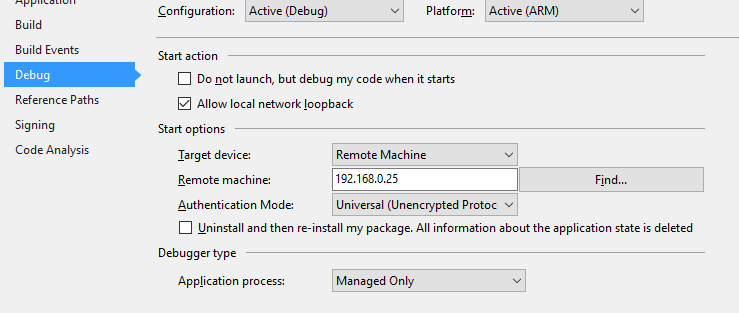 Application
Configuration: Active (Debug) Platform: Active (ARM)
Build
Build Events
Debug
Reference Paths
Signing
Code Analysis
Start action
Do not launch, but debug my code when it starts
Allow local network loopback
Start options
Target device: Remote Machine
Remote machine: 192.168.0.25 Find...
Authentication Mode: Universal (Unencrypted Protoc
Uninstall and then re-install my package. All information about the application state is deleted
Debugger type
Application process: Managed Only